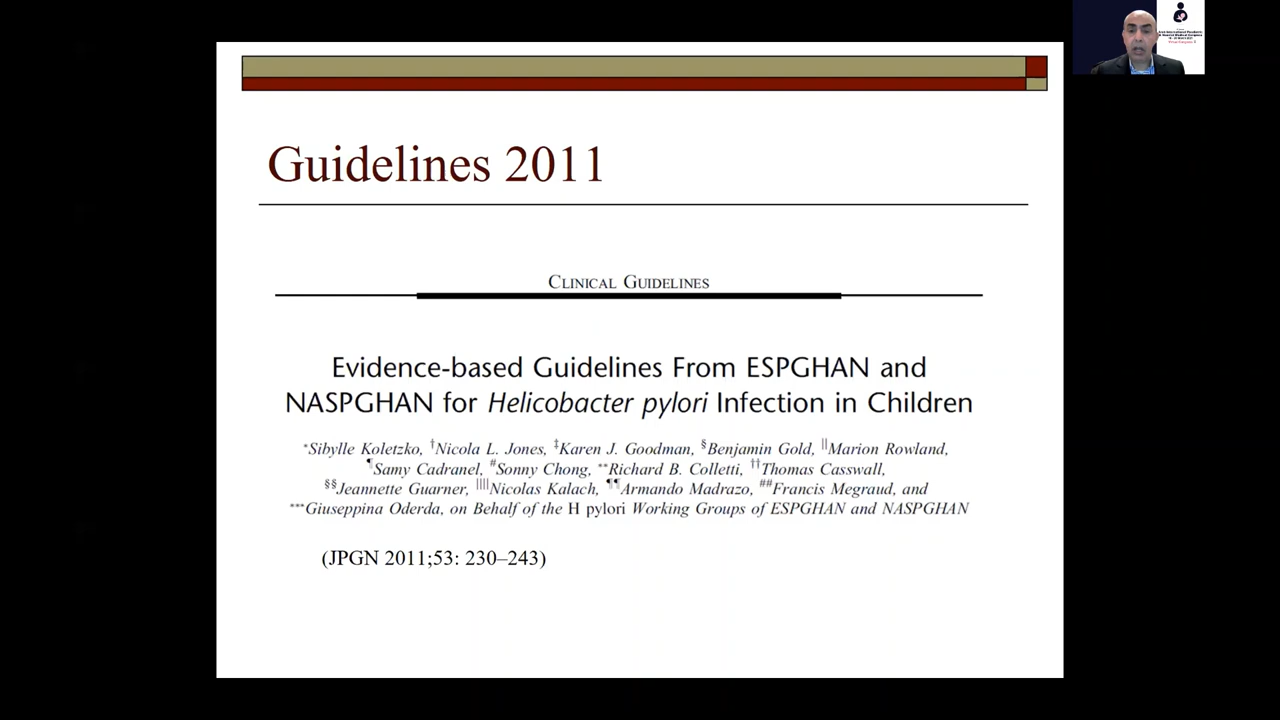 Guidelines 2011
CLINICAL GUIDELINES
Evidence-based Guidelines From ESPGHAN and
NASPGHAN for Helicobacter pylori Infection in Children
*Sibylle Koletzko, †Nicola L. Jones, ‡Karen J. Goodman, §Benjamin Gold, ||Marion Rowland,
¶Samy Cadranel, #Sonny Chong, **Richard B. Colletti, ††Thomas Casswall,
§§Jeannette Guarner, ||||Nicolas Kalach, ¶¶Armando Madrazo, ##Francis Megraud, and
***Giuseppina Oderda, on Behalf of the H pylori Working Groups of ESPGHAN and NASPGHAN
(JPGN 2011;53: 230–243)